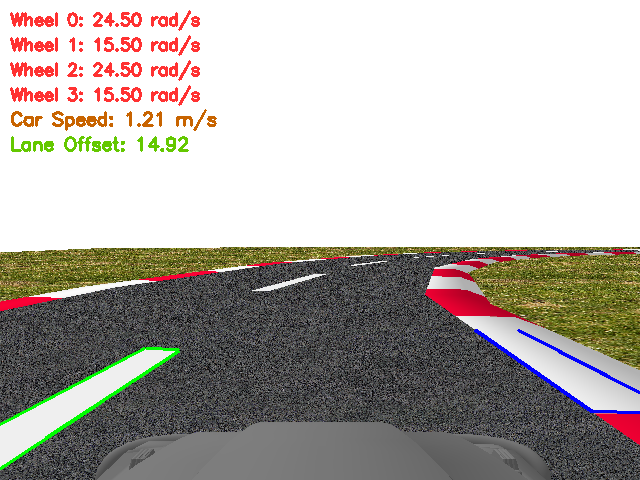 Wheel 0: 24.50 rad/s
Wheel 1: 15.50 rad/s
Wheel 2: 24.50 rad/s
Wheel 3: 15.50 rad/s
Car Speed: 1.21 m/s
Lane Offset: 14.92